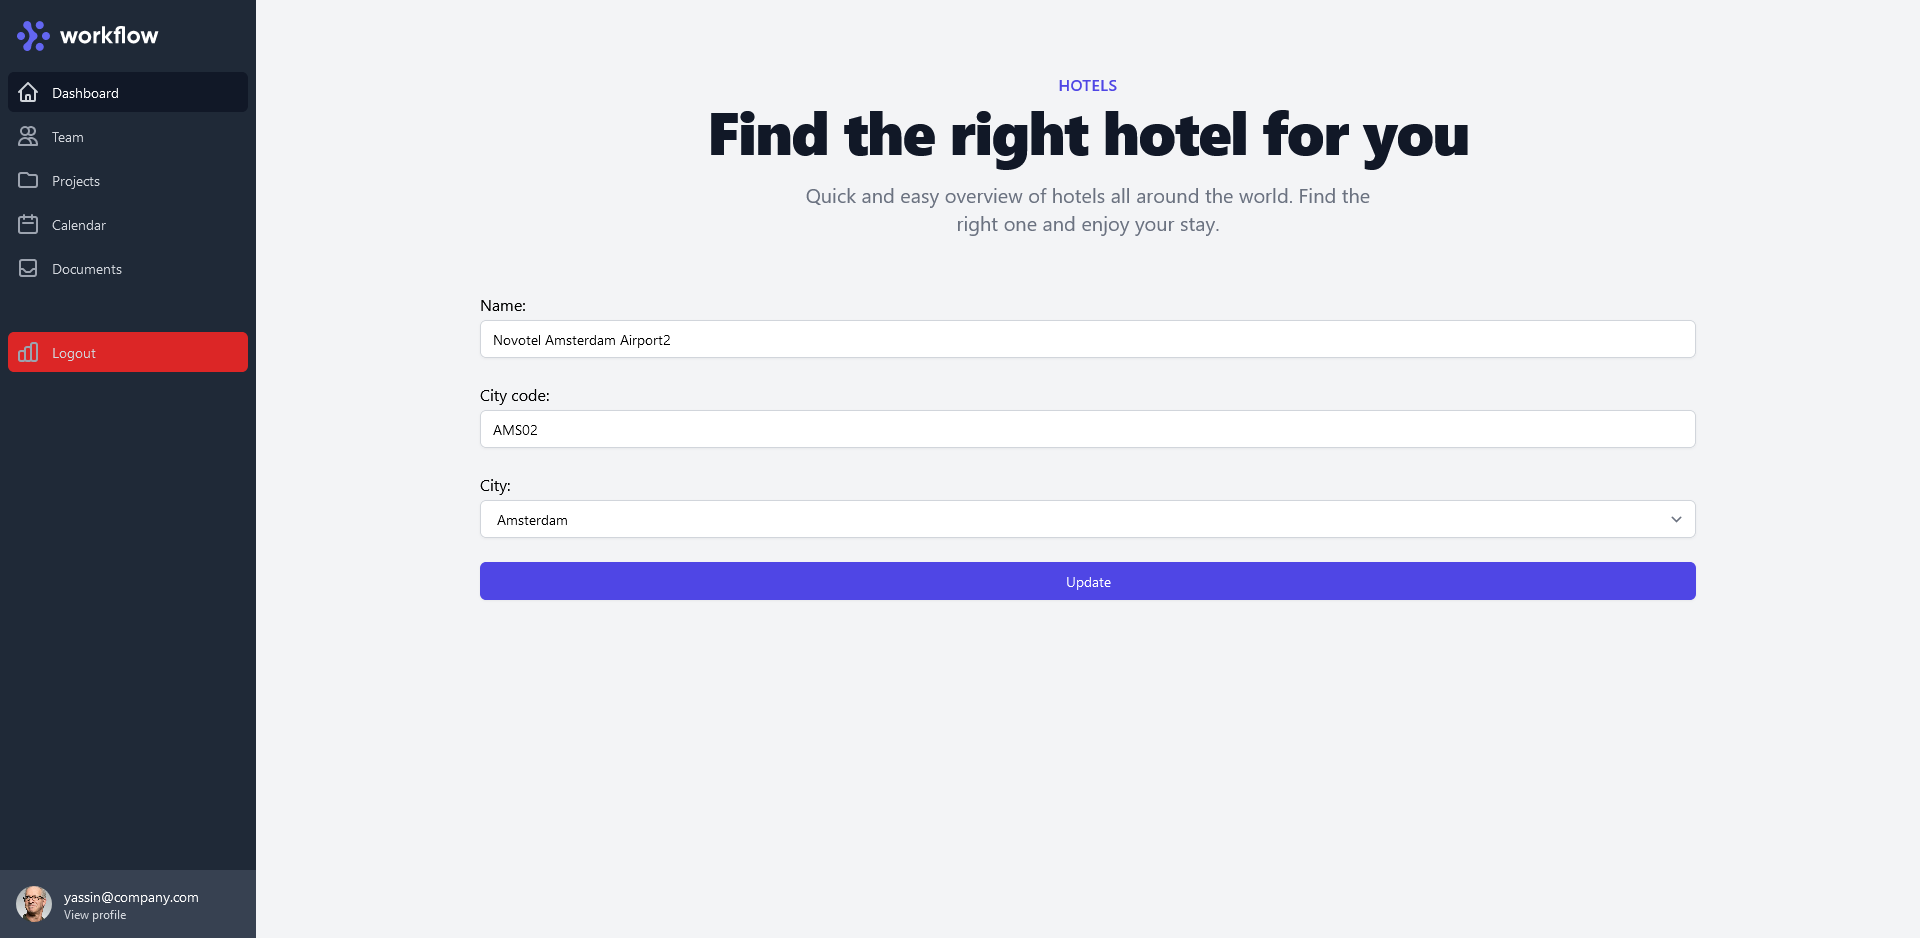 workflow
Dashboard
Team
Projects
Calendar
Documents
Logout
yassin@company.com
View profile
HOTELS
Find the right hotel for you
Quick and easy overview of hotels all around the world. Find the
right one and enjoy your stay.
Name:
Novotel Amsterdam Airport2
City code:
AMS02
City:
Amsterdam
Update